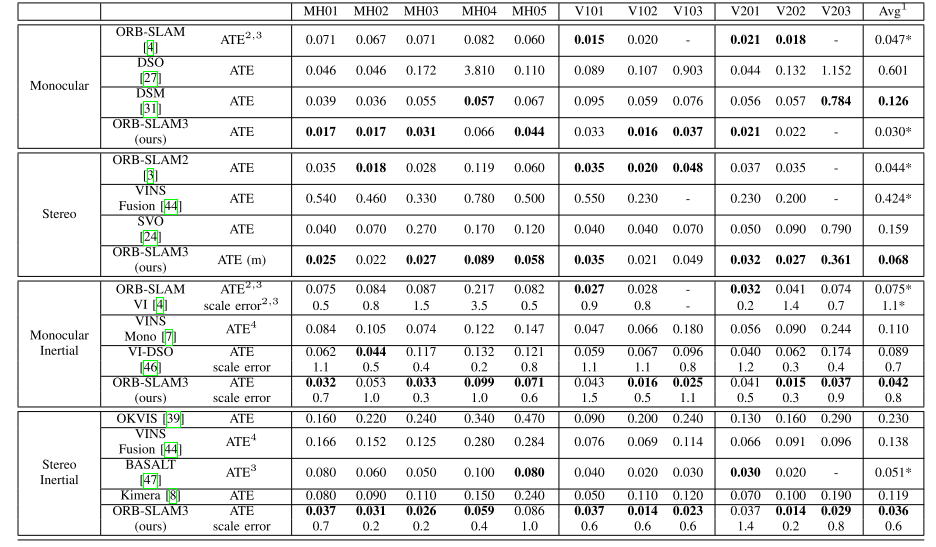 MH01 MH02 MH03 MH04 MH05 V101 V102 V103 V201 V202 V203 Avg1
Monocular
ORB-SLAM [4] ATE2,3 0.071 0.067 0.071 0.082 0.060 0.015 0.020 - 0.021 0.018 - 0.047*
DSO [27] ATE 0.046 0.046 0.172 3.810 0.110 0.089 0.107 0.903 0.044 0.132 1.152 0.601
DSM [31] ATE 0.039 0.036 0.055 0.057 0.067 0.095 0.059 0.076 0.056 0.057 0.784 0.126
ORB-SLAM3 (ours) ATE 0.017 0.017 0.031 0.066 0.044 0.033 0.016 0.037 0.021 0.022 - 0.030*
Stereo
ORB-SLAM2 [3] ATE 0.035 0.018 0.028 0.119 0.060 0.035 0.020 0.048 0.037 0.035 - 0.044*
VINS Fusion [44] ATE 0.540 0.460 0.330 0.780 0.500 0.550 0.230 - 0.230 0.200 - 0.424*
SVO [24] ATE 0.040 0.070 0.270 0.170 0.120 0.040 0.040 0.070 0.050 0.090 0.790 0.159
ORB-SLAM3 (ours) ATE (m) 0.025 0.022 0.027 0.089 0.058 0.035 0.021 0.049 0.032 0.027 0.361 0.068
Monocular Inertial
ORB-SLAM ATE2,3 0.075 0.084 0.087 0.217 0.082 0.027 0.028 - 0.032 0.041 0.074 0.075*
VI [4] scale error2,3 0.5 0.8 1.5 3.5 0.5 0.9 0.8 - 0.2 1.4 0.7 1.1*
VINS Mono [7] ATE4 0.084 0.105 0.074 0.122 0.147 0.047 0.066 0.180 0.056 0.090 0.244 0.110
VI-DSO ATE 0.062 0.044 0.117 0.132 0.121 0.059 0.067 0.096 0.040 0.062 0.174 0.089
[46] scale error 1.1 0.5 0.4 0.2 0.8 1.1 1.1 0.8 1.2 0.3 0.4 0.7
ORB-SLAM3 ATE 0.032 0.053 0.033 0.099 0.071 0.043 0.016 0.025 0.041 0.015 0.037 0.042
(ours) scale error 0.7 1.0 0.3 1.0 0.6 1.5 0.5 1.1 0.5 0.3 0.9 0.8
Stereo Inertial
OKVIS [39] ATE 0.160 0.220 0.240 0.340 0.470 0.090 0.200 0.240 0.130 0.160 0.290 0.230
VINS Fusion [44] ATE4 0.166 0.152 0.125 0.280 0.284 0.076 0.069 0.114 0.066 0.091 0.096 0.138
BASALT [47] ATE3 0.080 0.060 0.050 0.100 0.080 0.040 0.020 0.030 0.030 0.020 - 0.051*
Kimera [8] ATE 0.080 0.090 0.110 0.150 0.240 0.050 0.110 0.120 0.070 0.100 0.190 0.119
ORB-SLAM3 ATE 0.037 0.031 0.026 0.059 0.086 0.037 0.014 0.023 0.037 0.014 0.029 0.036
(ours) scale error 0.7 0.2 0.2 0.4 1.0 0.6 0.6 0.6 1.4 0.2 0.8 0.6